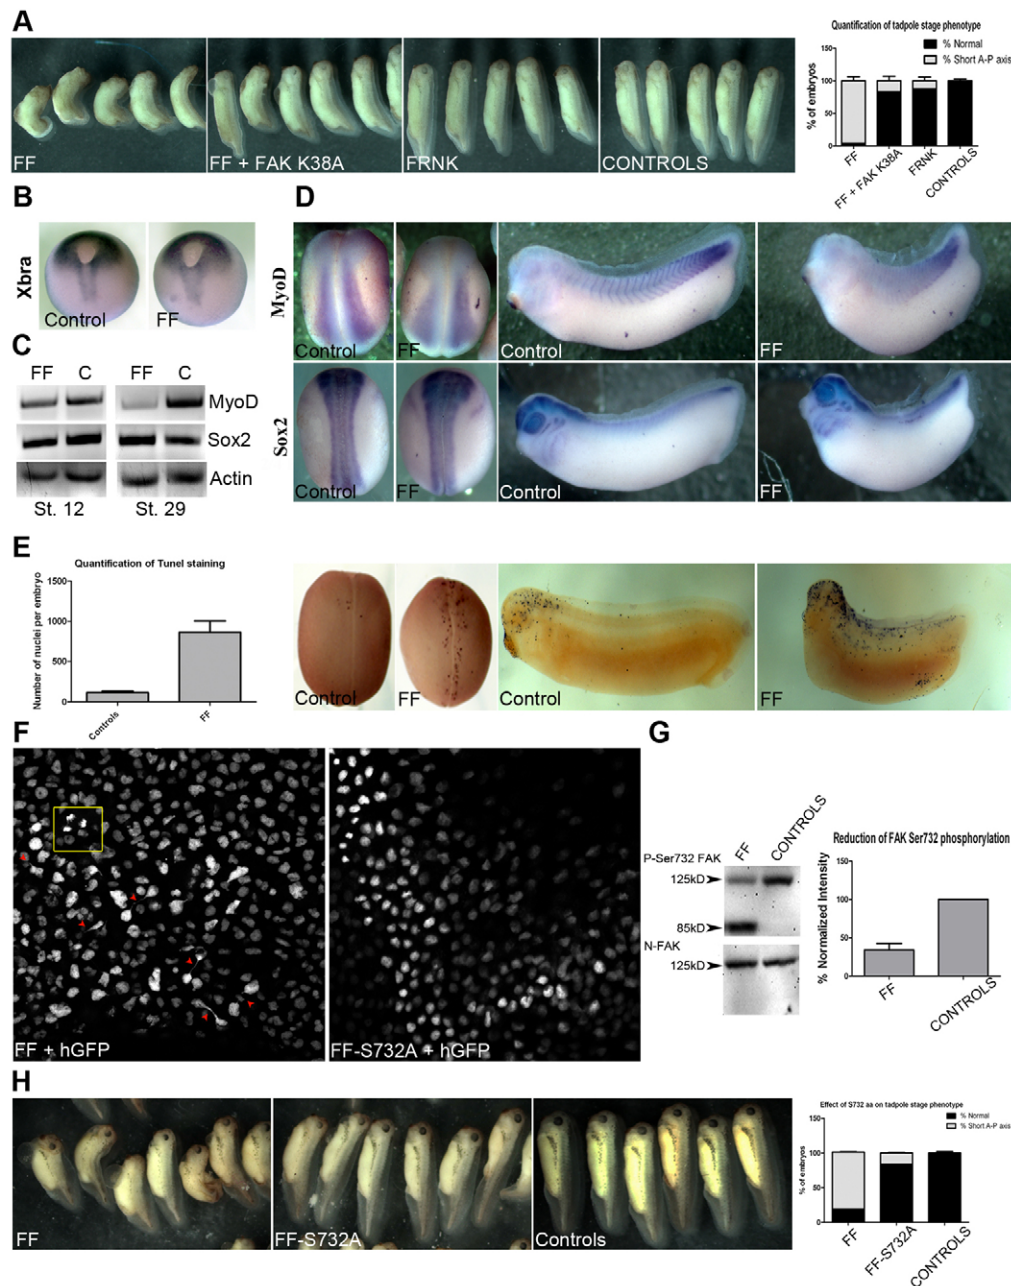 A
FF
FF + FAK K38A
FRNK
CONTROLS
Quantification of tadpole stage phenotype
% Normal
% Short A-P axis
% of embryos
150
100
50
0
FF
FF + FAK K38A
FRNK
CONTROLS
B
Xbra
Control
FF
C
FF C FF C
MyoD
Sox2
Actin
St. 12 St. 29
D
MyoD
Control
FF
Control
FF
Sox2
Control
FF
Control
FF
E
Quantification of Tunel staining
Number of nuclei per embryo
1500
1000
500
0
Controls
FF
Control
FF
Control
FF
F
FF + hGFP
FF-S732A + hGFP
G
FF
CONTROLS
P-Ser732 FAK
125kD
85kD
N-FAK
125kD
Reduction of FAK Ser732 phosphorylation
% Normalized Intensity
150
100
50
0
FF
CONTROLS
H
FF
FF-S732A
Controls
Effect of S732 aa on tadpole stage phenotype
% Normal
% Short A-P axis
% of embryos
150
100
50
0
FF
FF-S732A
CONTROLS